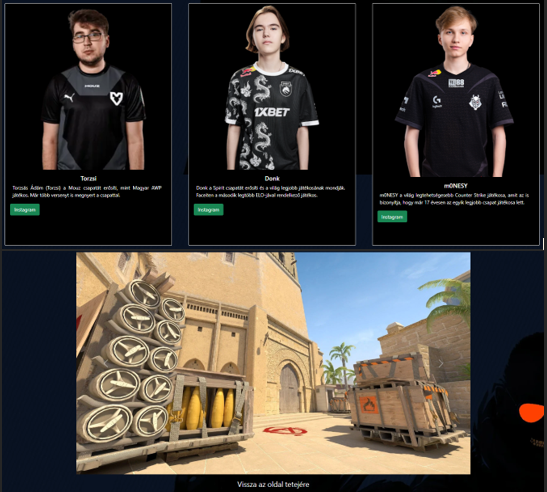 Torzsi
Torzsás Ádám (Torzsi) a Mouz csapatát erősíti, mint Magyar AWP
játékos. Már több versenyt is megnyert a csapattal.
Instagram
1XBET
Donk
Donk a Spirit csapatát erősíti és a világ legjobb játékosának mondják.
Faceiten a második legtöbb ELO-jával rendelkező játékos.
Instagram
m0NESY
m0NESY a világ legtehetségesebb Counter Strike játékosa, amit az is
bizonyítja, hogy már 17 évesen az egyik legjobb csapat játékosa lett.
Instagram
Vissza az oldal tetejére